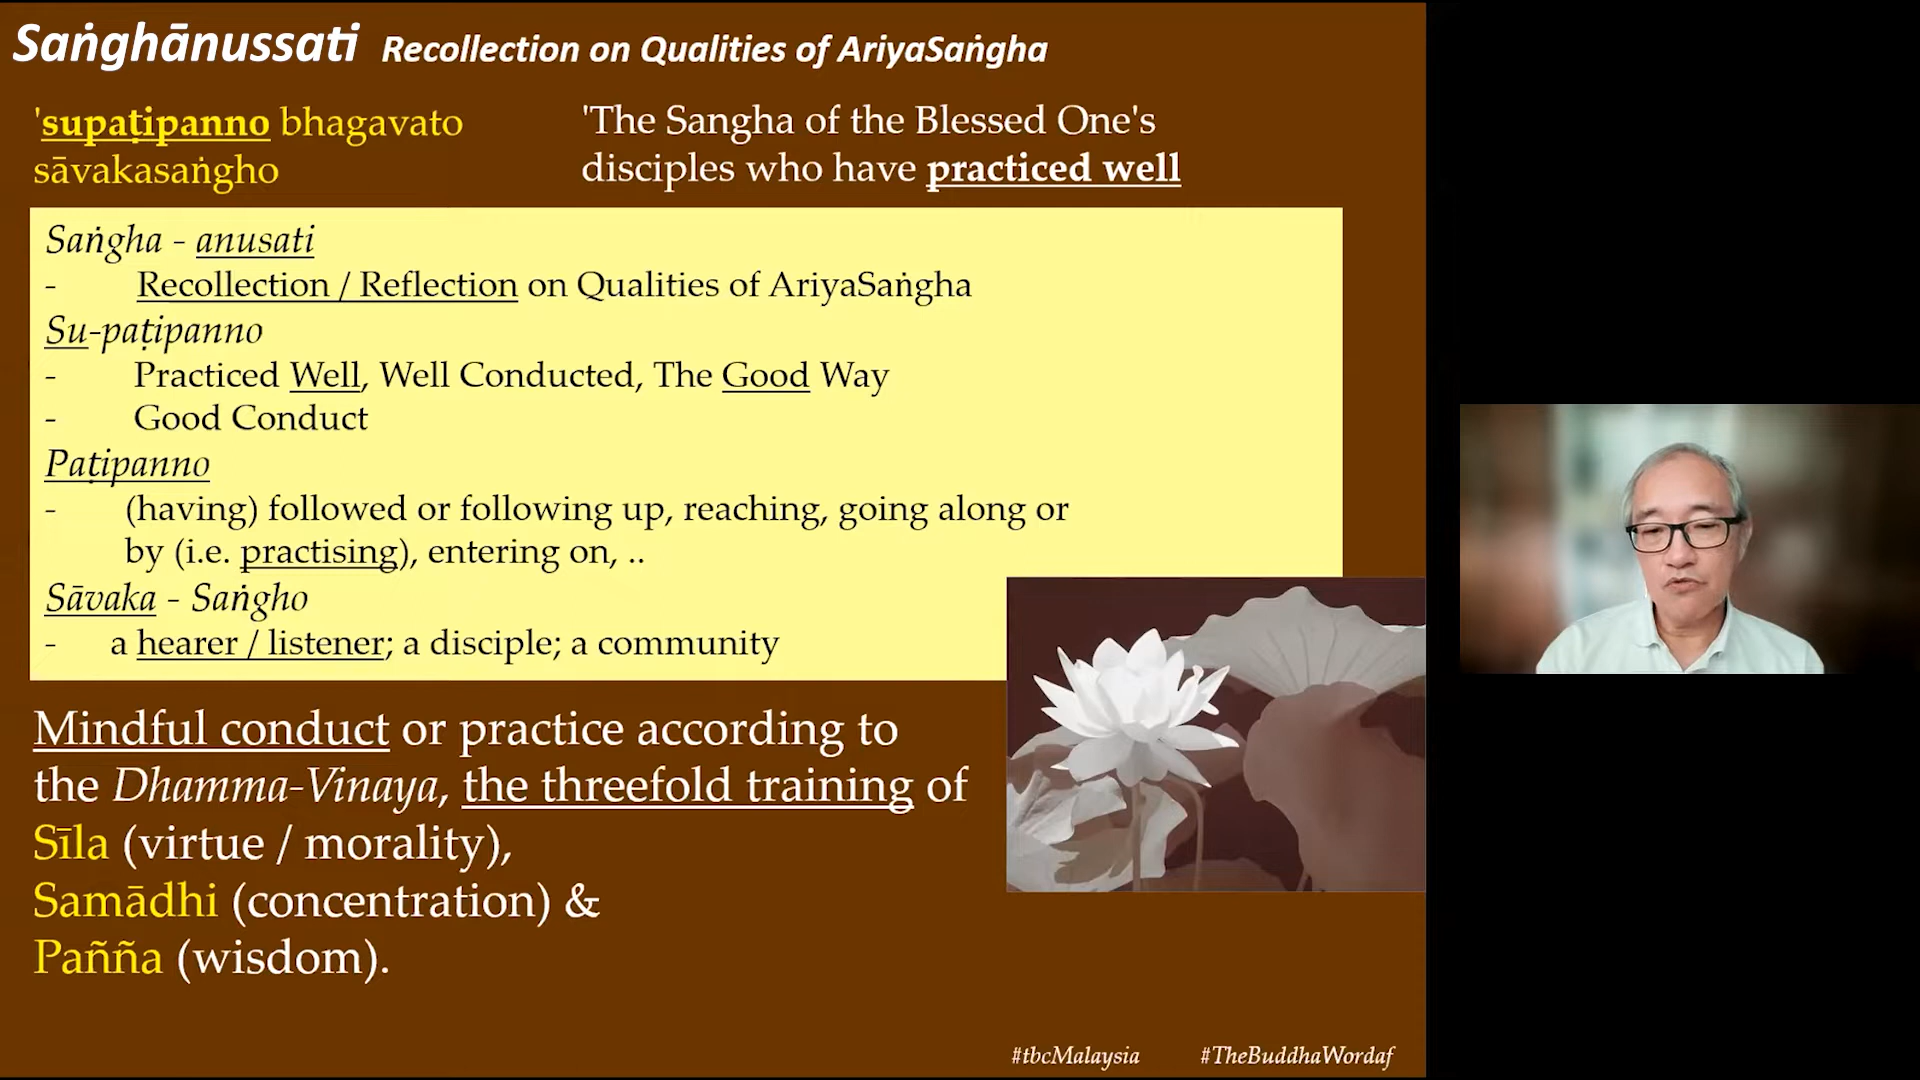 Saṅghānussati Recollection on Qualities of AriyaSaṅgha
'supaṭipanno bhagavato
sāvakasaṅgho
'The Sangha of the Blessed One's
disciples who have practiced well
Saṅgha - anusati
- Recollection / Reflection on Qualities of AriyaSaṅgha
Su-paṭipanno
- Practiced Well, Well Conducted, The Good Way
- Good Conduct
Paṭipanno
- (having) followed or following up, reaching, going along or
by (i.e. practising), entering on, ..
Sāvaka - Saṅgho
- a hearer / listener; a disciple; a community
Mindful conduct or practice according to
the Dhamma-Vinaya, the threefold training of
Sīla (virtue / morality),
Samādhi (concentration) &
Pañña (wisdom).
#tbcMalaysia #TheBuddhaWordaf